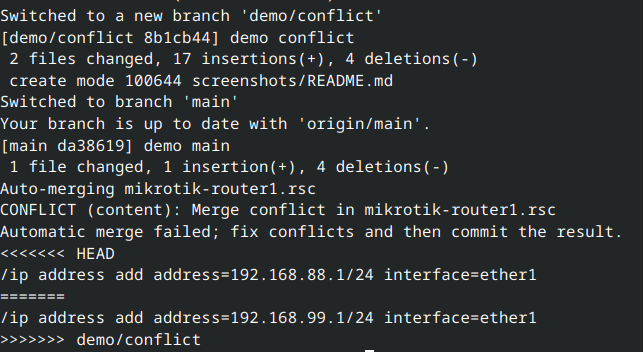 Switched to a new branch 'demo/conflict'
[demo/conflict 8b1cb44] demo conflict
 2 files changed, 17 insertions(+), 4 deletions(-)
 create mode 100644 screenshots/README.md
Switched to branch 'main'
Your branch is up to date with 'origin/main'.
[main da38619] demo main
 1 file changed, 1 insertion(+), 4 deletions(-)
Auto-merging mikrotik-router1.rsc
CONFLICT (content): Merge conflict in mikrotik-router1.rsc
Automatic merge failed; fix conflicts and then commit the result.
<<<<<<< HEAD
/ip address add address=192.168.88.1/24 interface=ether1
=======
/ip address add address=192.168.99.1/24 interface=ether1
>>>>>>> demo/conflict